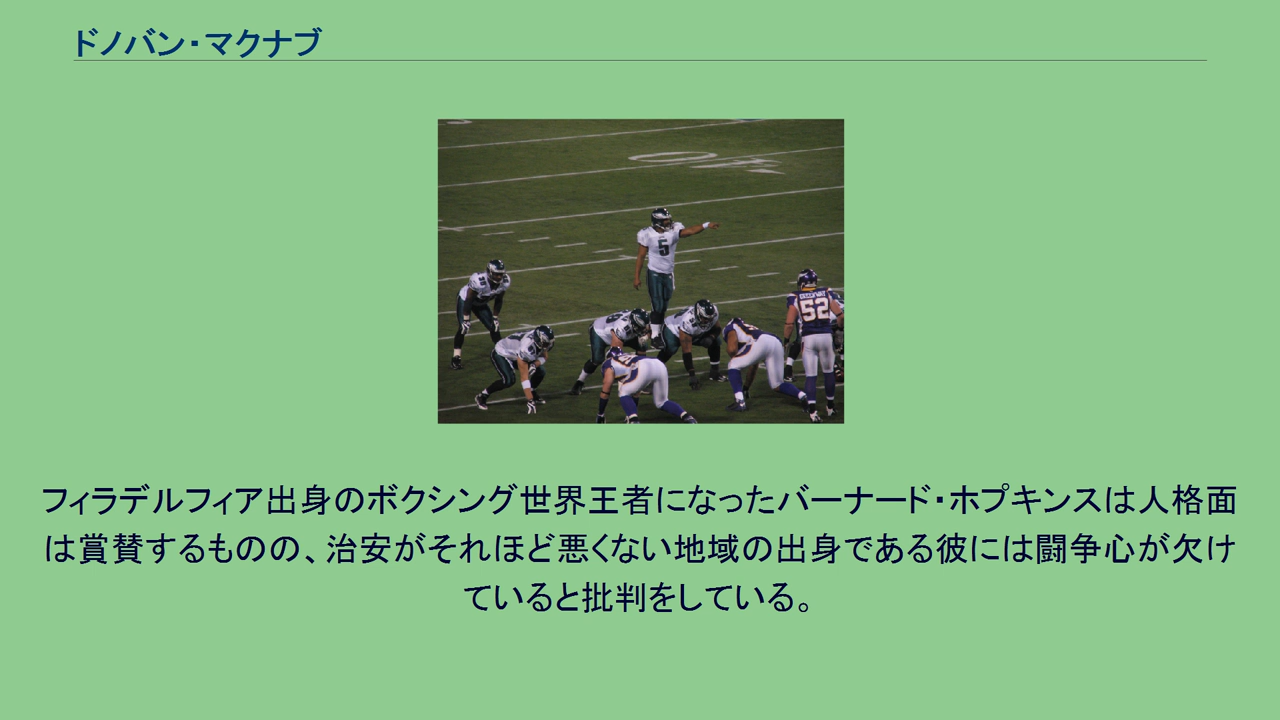 ドノバン・マクナブ
5
52
フィラデルフィア出身のボクシング世界王者になったバーナード・ホプキンスは人格面
は賞賛するものの、治安がそれほど悪くない地域の出身である彼には闘争心が欠け
ていると批判をしている。